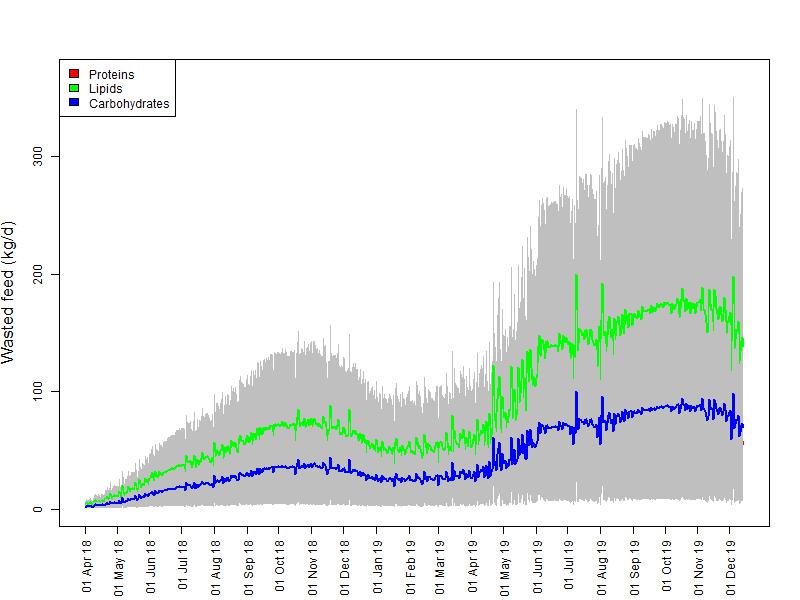 Proteins
Lipids
Carbohydrates
Wasted feed (kg/d)
300
200
100
0
01 Apr 18
01 May 18
01 Jun 18
01 Jul 18
01 Aug 18
01 Sep 18
01 Oct 18
01 Nov 18
01 Dec 18
01 Jan 19
01 Feb 19
01 Mar 19
01 Apr 19
01 May 19
01 Jun 19
01 Jul 19
01 Aug 19
01 Sep 19
01 Oct 19
01 Nov 19
01 Dec 19